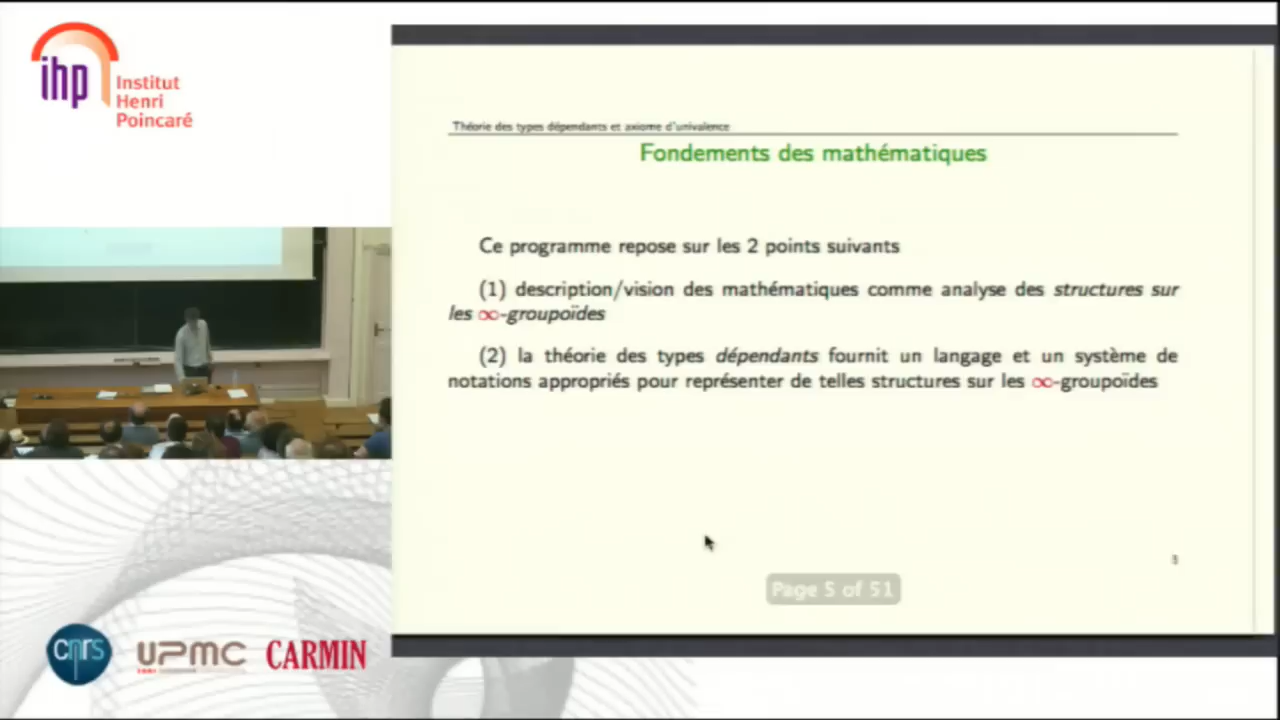 ihp
Institut
Henri
Poincaré
Théorie des types dépendants et axiome d'univalence
Fondements des mathématiques
Ce programme repose sur les 2 points suivants
(1) description/vision des mathématiques comme analyse des structures sur
les ∞-groupoïdes
(2) la théorie des types dépendants fournit un langage et un système de
notations appropriés pour représenter de telles structures sur les ∞-groupoïdes
Page 5 of 51
cnrs
UPMC
CARMIN